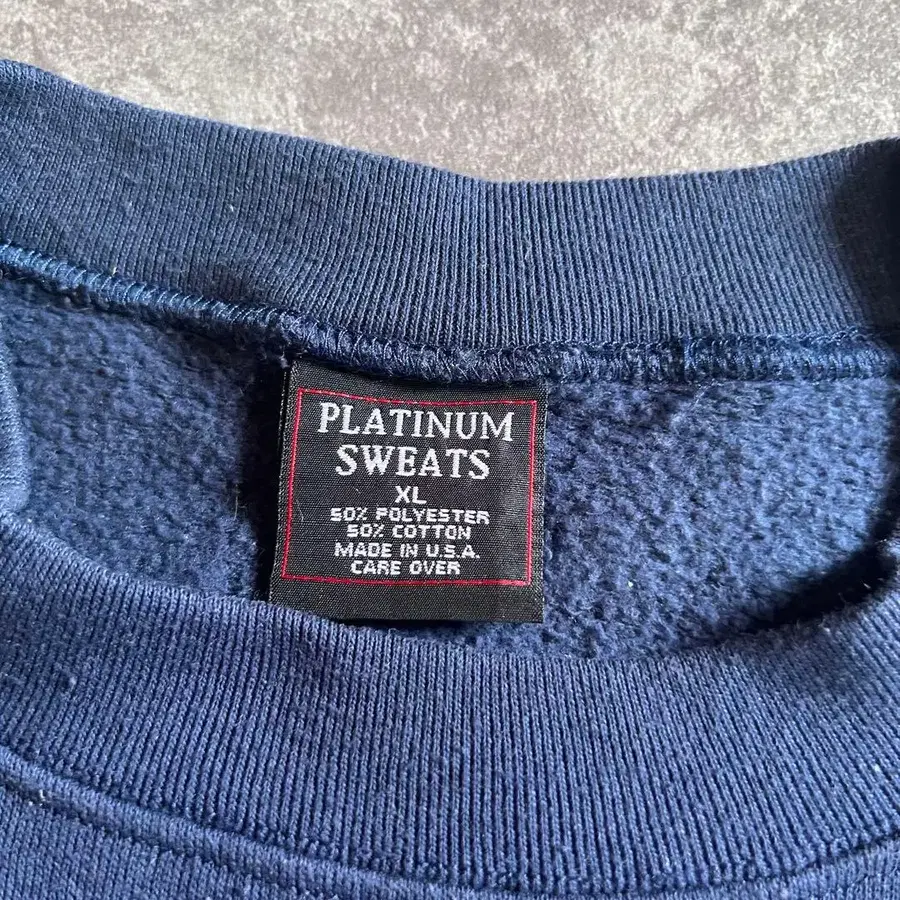 PLATINUM
SWEATS
XL
50% POLYESTER
50% COTTON
MADE IN U.S.A.
CARE OVER